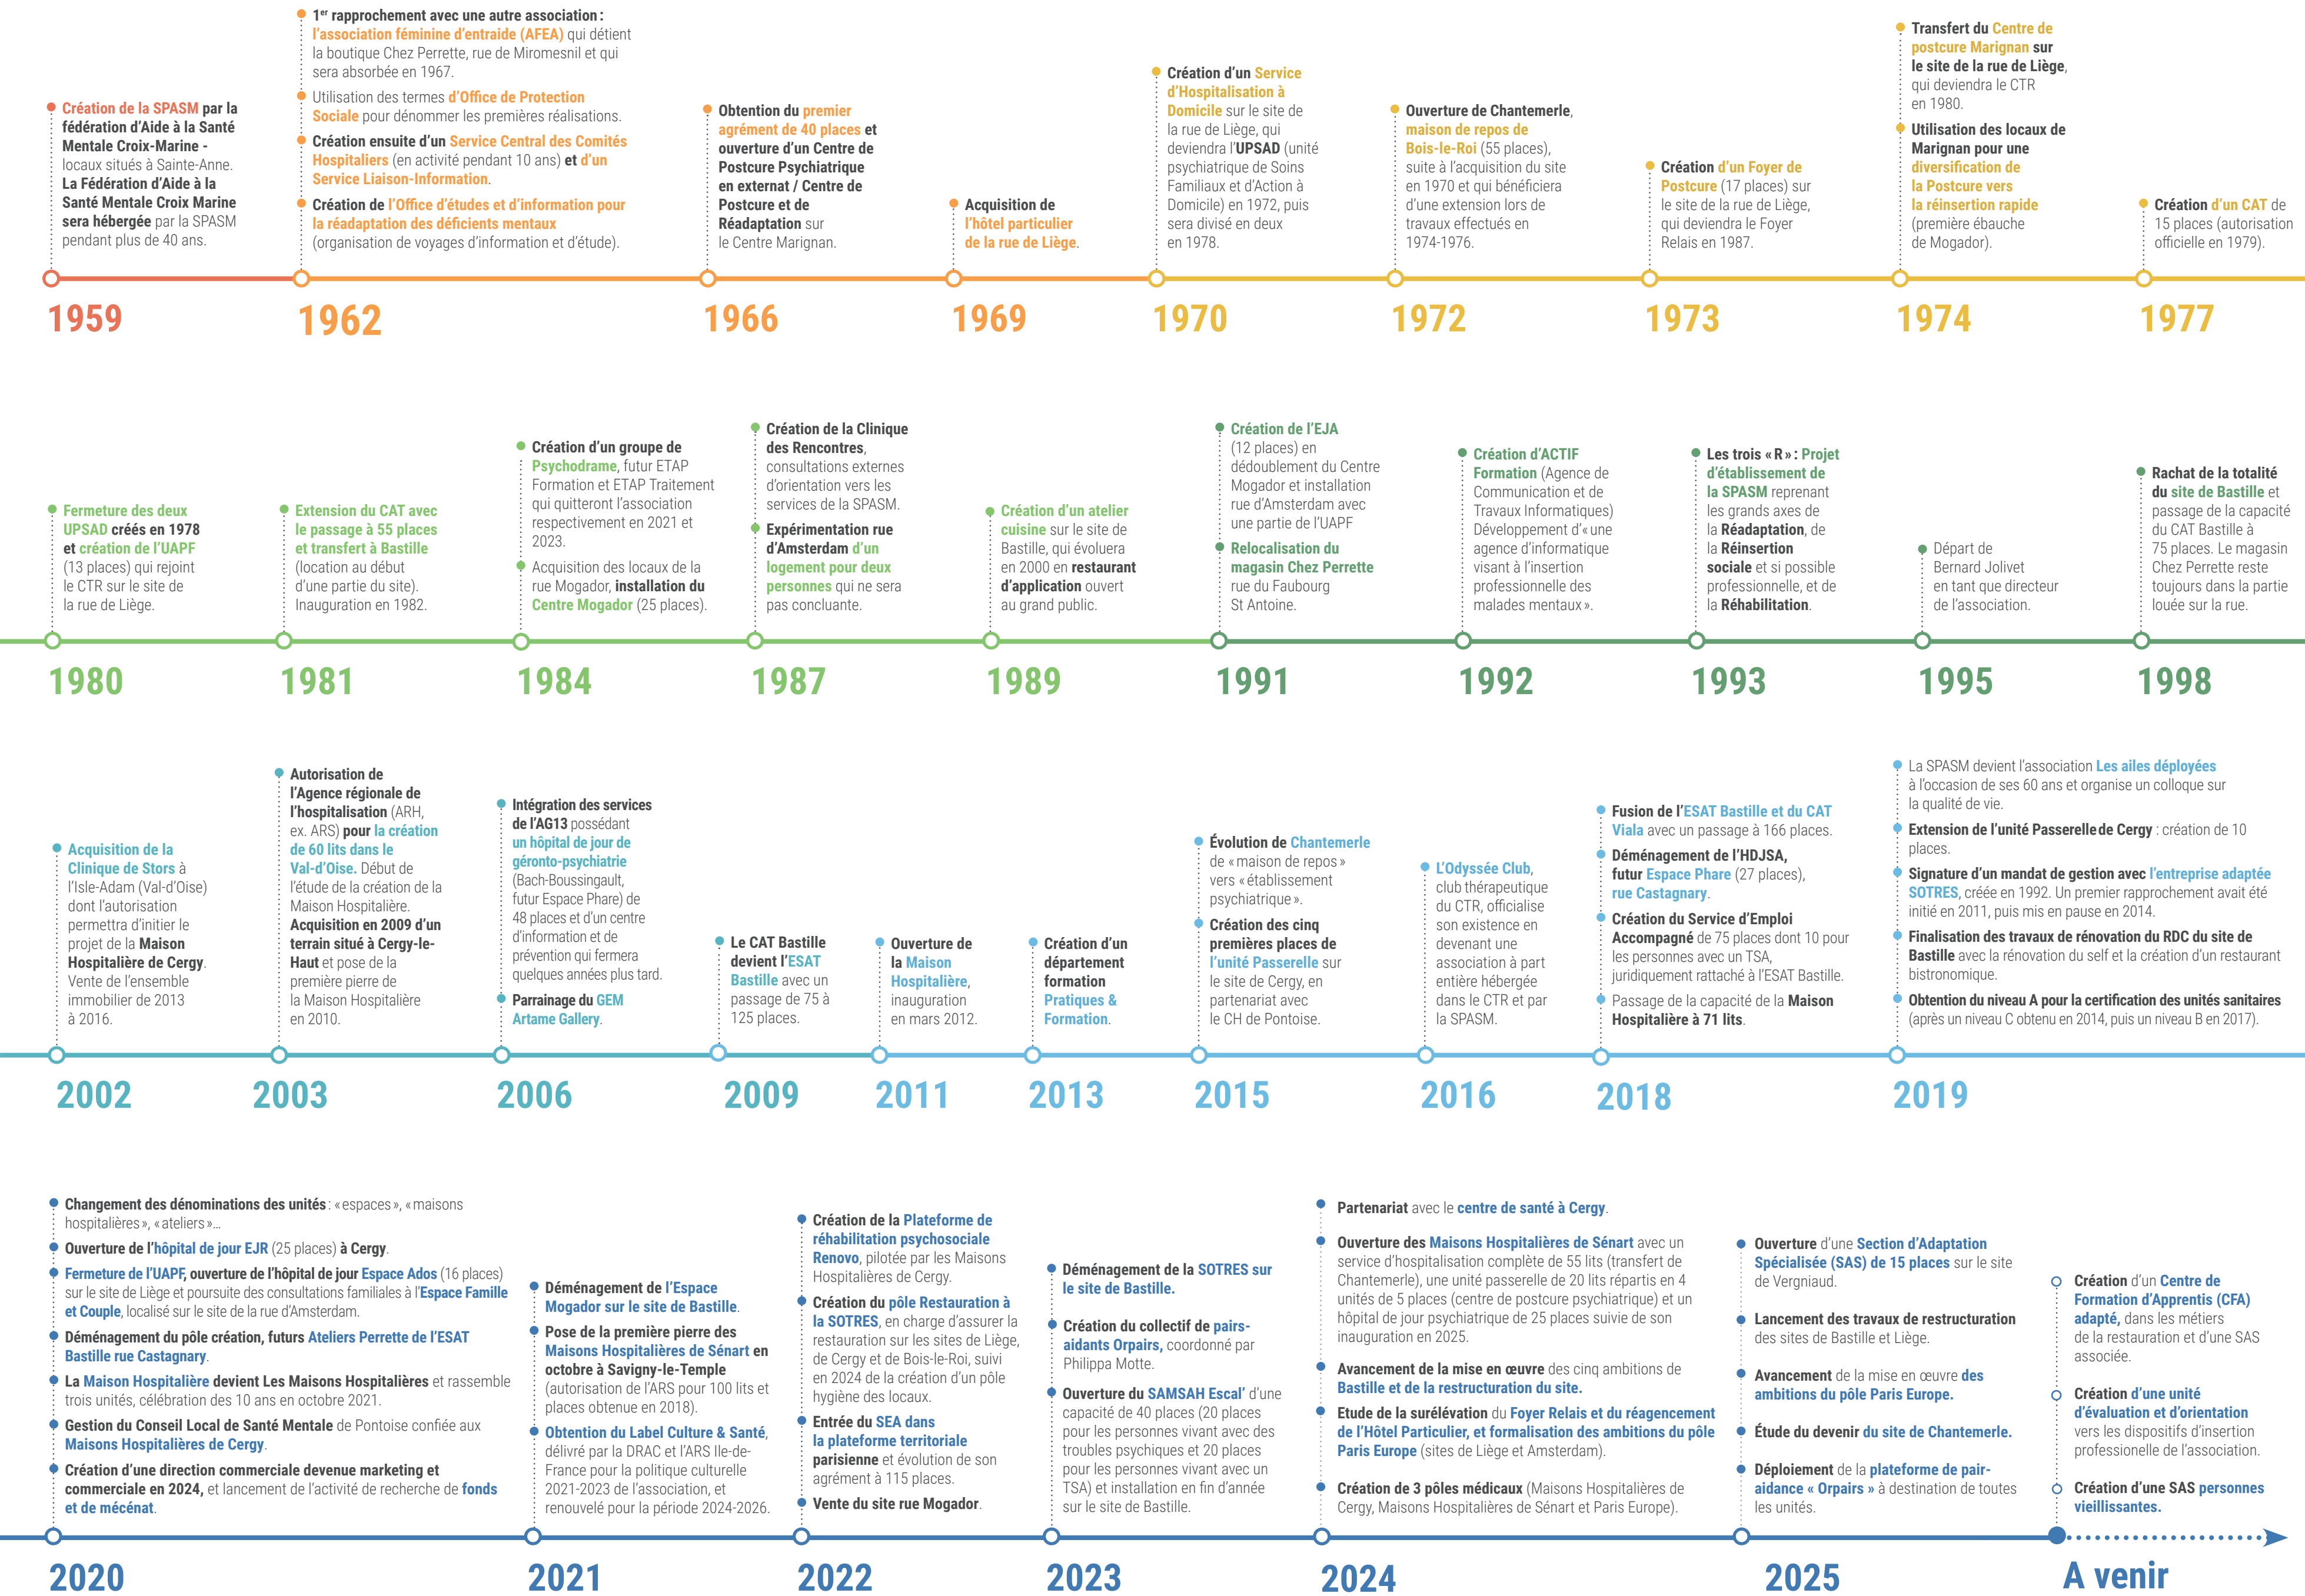 Création de la SPASM par la
fédération d’Aide à la Santé
Mentale Croix-Marine -
locaux situés à Sainte-Anne.
La Fédération d’Aide à la
Santé Mentale Croix Marine
sera hébergée par la SPASM
pendant plus de 40 ans.
1959
1er rapprochement avec une autre association :
l’association féminine d’entraide (AFEA) qui détient
la boutique Chez Perrette, rue de Miromesnil et qui
sera absorbée en 1967.
Utilisation des termes d’Office de Protection
Sociale pour dénommer les premières réalisations.
Création ensuite d’un Service Central des Comités
Hospitaliers (en activité pendant 10 ans) et d’un
Service Liaison-Information.
Création de l’Office d’études et d’information pour
la réadaptation des déficients mentaux
(organisation de voyages d’information et d’étude).
1962
Obtention du premier
agrément de 40 places et
ouverture d’un Centre de
Postcure Psychiatrique
en externat / Centre de
Postcure et de
Réadaptation sur
le Centre Marignan.
1966
Acquisition de
l’hôtel particulier
de la rue de Liège.
1969
Création d’un Service
d’Hospitalisation à
Domicile sur le site de
la rue de Liège, qui
deviendra l’UPSAD (unité
psychiatrique de Soins
Familiaux et d’Action à
Domicile) en 1972, puis
sera divisé en deux
en 1978.
1970
Ouverture de Chantemerle,
maison de repos de
Bois-le-Roi (55 places),
suite à l’acquisition du site
en 1970 et qui bénéficiera
d’une extension lors de
travaux effectués en
1974-1976.
1972
Création d’un Foyer de
Postcure (17 places) sur
le site de la rue de Liège,
qui deviendra le Foyer
Relais en 1987.
1973
Transfert du Centre de
postcure Marignan sur
le site de la rue de Liège,
qui deviendra le CTR
en 1980.
Utilisation des locaux de
Marignan pour une
diversification de
la Postcure vers
la réinsertion rapide
(première ébauche
de Mogador).
1974
Création d’un CAT de
15 places (autorisation
officielle en 1979).
1977
Fermeture des deux
UPSAD créés en 1978
et création de l’UAPF
(13 places) qui rejoint
le CTR sur le site de
la rue de Liège.
1980
Extension du CAT avec
le passage à 55 places
et transfert à Bastille
(location au début
d’une partie du site).
Inauguration en 1982.
1981
Création d’un groupe de
Psychodrame, futur ETAP
Formation et ETAP Traitement
qui quitteront l’association
respectivement en 2021 et
2023.
Acquisition des locaux de la
rue Mogador, installation du
Centre Mogador (25 places).
1984
Création de la Clinique
des Rencontres,
consultations externes
d’orientation vers les
services de la SPASM.
Expérimentation rue
d’Amsterdam d’un
logement pour deux
personnes qui ne sera
pas concluante.
1987
Création d’un atelier
cuisine sur le site de
Bastille, qui évoluera
en 2000 en restaurant
d’application ouvert
au grand public.
1989
Création de l’EJA
(12 places) en
dédoublement du Centre
Mogador et installation
rue d’Amsterdam avec
une partie de l’UAPF
Relocalisation du
magasin Chez Perrette
rue du Faubourg
St Antoine.
1991
Création d’ACTIF
Formation (Agence de
Communication et de
Travaux Informatiques)
Développement d’« une
agence d’informatique
visant à l’insertion
professionnelle des
malades mentaux ».
1992
Les trois « R » : Projet
d’établissement de
la SPASM reprenant
les grands axes de
la Réadaptation, de
la Réinsertion
sociale et si possible
professionnelle, et de
la Réhabilitation.
1993
Départ de
Bernard Jolivet
en tant que directeur
de l’association.
1995
Rachat de la totalité
du site de Bastille et
passage de la capacité
du CAT Bastille à
75 places. Le magasin
Chez Perrette reste
toujours dans la partie
louée sur la rue.
1998
Acquisition de la
Clinique de Stors à
l’Isle-Adam (Val-d’Oise)
dont l’autorisation
permettra d’initier le
projet de la Maison
Hospitalière de Cergy.
Vente de l’ensemble
immobilier de 2013
à 2016.
2002
Autorisation de
l’Agence régionale de
l’hospitalisation (ARH,
ex. ARS) pour la création
de 60 lits dans le
Val-d’Oise. Début de
l’étude de la création de la
Maison Hospitalière.
Acquisition en 2009 d’un
terrain situé à Cergy-le-
Haut et pose de la
première pierre de
la Maison Hospitalière
en 2010.
2003
Intégration des services
de l’AG13 possédant
un hôpital de jour de
géronto-psychiatrie
(Bach-Boussingault,
futur Espace Phare) de
48 places et d’un centre
d’information et de
prévention qui fermera
quelques années plus tard.
Parrainage du GEM
Artame Gallery.
2006
Le CAT Bastille
devient l’ESAT
Bastille avec un
passage de 75 à
125 places.
2009
Ouverture de
la Maison
Hospitalière,
inauguration
en mars 2012.
2011
Création d’un
département
formation
Pratiques &
Formation.
2013
Évolution de Chantemerle
de « maison de repos »
vers « établissement
psychiatrique ».
Création des cinq
premières places de
l’unité Passerelle sur
le site de Cergy, en
partenariat avec
le CH de Pontoise.
2015
L’Odyssée Club,
club thérapeutique
du CTR, officialise
son existence en
devenant une
association à part
entière hébergée
dans le CTR et par
la SPASM.
2016
Fusion de l’ESAT Bastille et du CAT
Viala avec un passage à 166 places.
Déménagement de l’HDJSA,
futur Espace Phare (27 places),
rue Castagnary.
Création du Service d’Emploi
Accompagné de 75 places dont 10 pour
les personnes avec un TSA,
juridiquement rattaché à l’ESAT Bastille.
Passage de la capacité de la Maison
Hospitalière à 71 lits.
2018
La SPASM devient l’association Les ailes déployées
à l’occasion de ses 60 ans et organise un colloque sur
la qualité de vie.
Extension de l’unité Passerelle de Cergy : création de 10
places.
Signature d’un mandat de gestion avec l’entreprise adaptée
SOTRES, créée en 1992. Un premier rapprochement avait été
initié en 2011, puis mis en pause en 2014.
Finalisation des travaux de rénovation du RDC du site de
Bastille avec la rénovation du self et la création d’un restaurant
bistronomique.
Obtention du niveau A pour la certification des unités sanitaires
(après un niveau C obtenu en 2014, puis un niveau B en 2017).
2019
Changement des dénominations des unités : « espaces », « maisons
hospitalières », « ateliers »...
Ouverture de l’hôpital de jour EJR (25 places) à Cergy.
Fermeture de l’UAPF, ouverture de l’hôpital de jour Espace Ados (16 places)
sur le site de Liège et poursuite des consultations familiales à l’Espace Famille
et Couple, localisé sur le site de la rue d’Amsterdam.
Déménagement du pôle création, futurs Ateliers Perrette de l’ESAT
Bastille rue Castagnary.
La Maison Hospitalière devient Les Maisons Hospitalières et rassemble
trois unités, célébration des 10 ans en octobre 2021.
Gestion du Conseil Local de Santé Mentale de Pontoise confiée aux
Maisons Hospitalières de Cergy.
Création d’une direction commerciale devenue marketing et
commerciale en 2024, et lancement de l’activité de recherche de fonds
et de mécénat.
2020
Déménagement de l’Espace
Mogador sur le site de Bastille.
Pose de la première pierre des
Maisons Hospitalières de Sénart en
octobre à Savigny-le-Temple
(autorisation de l’ARS pour 100 lits et
places obtenue en 2018).
Obtention du Label Culture & Santé,
délivré par la DRAC et l’ARS Ile-de-
France pour la politique culturelle
2021-2023 de l’association, et
renouvelé pour la période 2024-2026.
2021
Création de la Plateforme de
réhabilitation psychosociale
Renovo, pilotée par les Maisons
Hospitalières de Cergy.
Création du pôle Restauration à
la SOTRES, en charge d’assurer la
restauration sur les sites de Liège,
de Cergy et de Bois-le-Roi, suivi
en 2024 de la création d’un pôle
hygiène des locaux.
Entrée du SEA dans
la plateforme territoriale
parisienne et évolution de son
agrément à 115 places.
Vente du site rue Mogador.
2022
Déménagement de la SOTRES sur
le site de Bastille.
Création du collectif de pairs-
aidants Orpairs, coordonné par
Philippa Motte.
Ouverture du SAMSAH Escal’ d’une
capacité de 40 places (20 places
pour les personnes vivant avec des
troubles psychiques et 20 places
pour les personnes vivant avec un
TSA) et installation en fin d’année
sur le site de Bastille.
2023
Partenariat avec le centre de santé à Cergy.
Ouverture des Maisons Hospitalières de Sénart avec un
service d’hospitalisation complète de 55 lits (transfert de
Chantemerle), une unité passerelle de 20 lits répartis en 4
unités de 5 places (centre de postcure psychiatrique) et un
hôpital de jour psychiatrique de 25 places suivie de son
inauguration en 2025.
Avancement de la mise en œuvre des cinq ambitions de
Bastille et de la restructuration du site.
Etude de la surélévation du Foyer Relais et du réagencement
de l’Hôtel Particulier, et formalisation des ambitions du pôle
Paris Europe (sites de Liège et Amsterdam).
Création de 3 pôles médicaux (Maisons Hospitalières de
Cergy, Maisons Hospitalières de Sénart et Paris Europe).
2024
Ouverture d’une Section d’Adaptation
Spécialisée (SAS) de 15 places sur le site
de Vergniaud.
Lancement des travaux de restructuration
des sites de Bastille et Liège.
Avancement de la mise en œuvre des
ambitions du pôle Paris Europe.
Étude du devenir du site de Chantemerle.
Déploiement de la plateforme de pair-
aidance « Orpairs » à destination de toutes
les unités.
2025
Création d’un Centre de
Formation d’Apprentis (CFA)
adapté, dans les métiers
de la restauration et d’une SAS
associée.
Création d’une unité
d’évaluation et d’orientation
vers les dispositifs d’insertion
professionnelle de l’association.
Création d’une SAS personnes
vieillissantes.
A venir